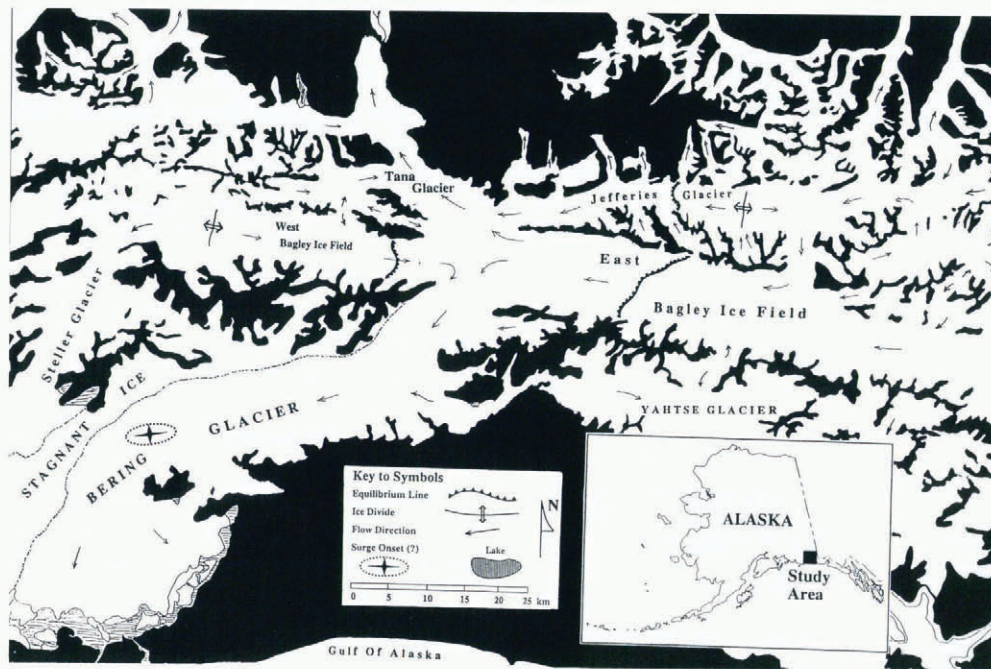 Tana
Glacier
Jefferies Glacier
West
Bagley Ice Field
East
Bagley Ice Field
Steller Glacier
STAGNANT ICE
BERING GLACIER
YAHTSE GLACIER
Key to Symbols
Equilibrium Line
Ice Divide
Flow Direction
Surge Onset (?)
Lake
N
0 5 10 15 20 25 km
ALASKA
Study
Area
Gulf Of Alaska